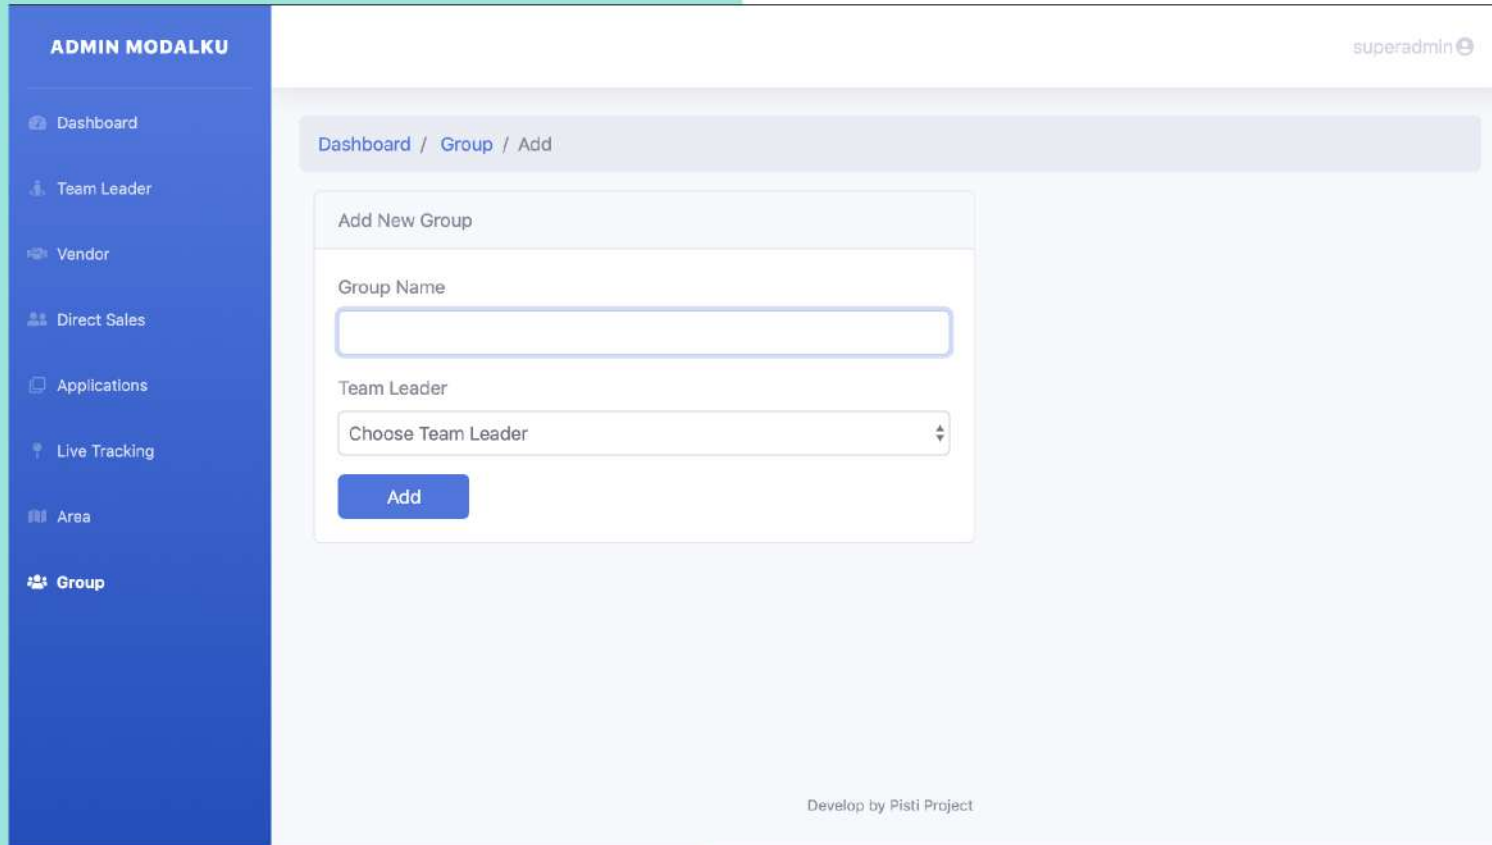 ADMIN MODALKU
superadmin
Dashboard
Team Leader
Vendor
Direct Sales
Applications
Live Tracking
Area
Group
Dashboard / Group / Add
Add New Group
Group Name
Team Leader
Choose Team Leader
Add
Develop by Pisti Project